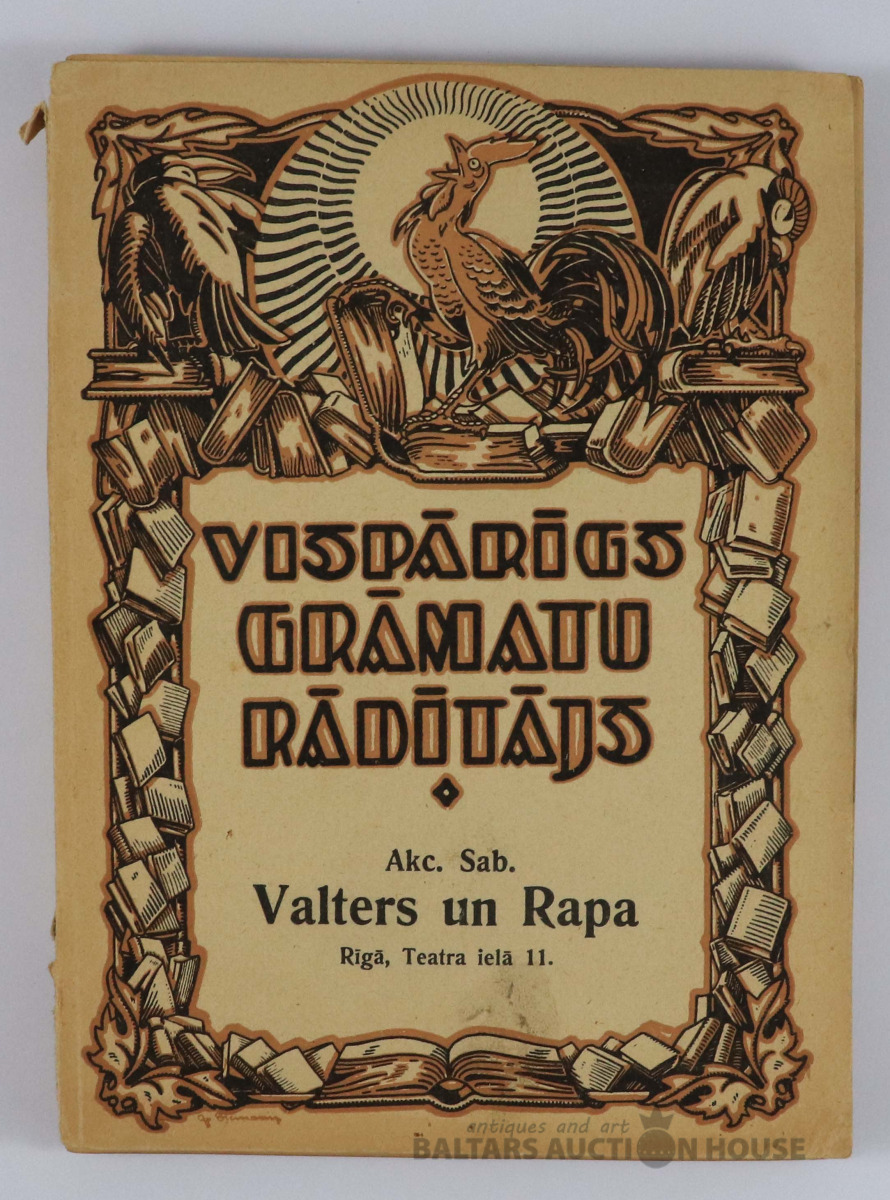 VISPĀRĪGS
GRĀMATU
RĀDĪTĀJS
Akc. Sab.
Valters un Rapa
Rīgā, Teatra ielā 11.
antiques and art
BALTARS AUCTION HOUSE